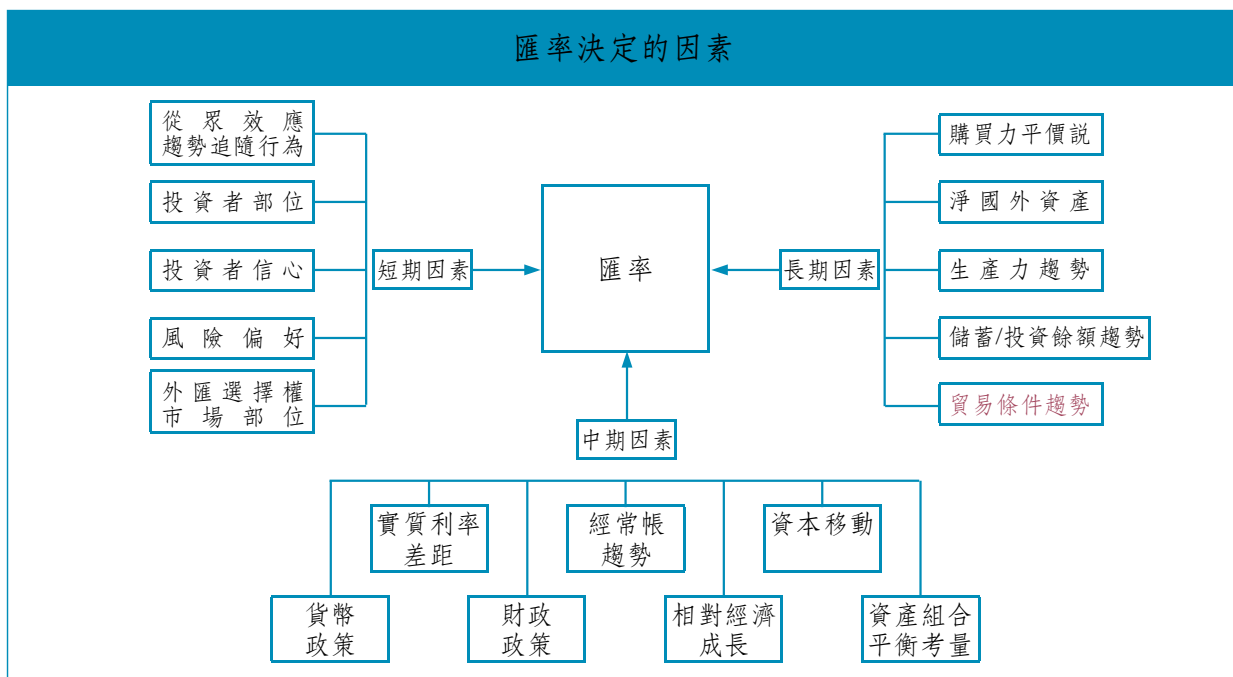 匯率決定的因素
從眾效應
趨勢追隨行為
投資者部位
投資者信心
風險偏好
外匯選擇權
市場部位
短期因素
匯率
長期因素
購買力平價説
淨國外資產
生產力趨勢
儲蓄/投資餘額趨勢
貿易條件趨勢
中期因素
實質利率
差距
經常帳
趨勢
資本移動
貨幣
政策
財政
政策
相對經濟
成長
資產組合
平衡考量